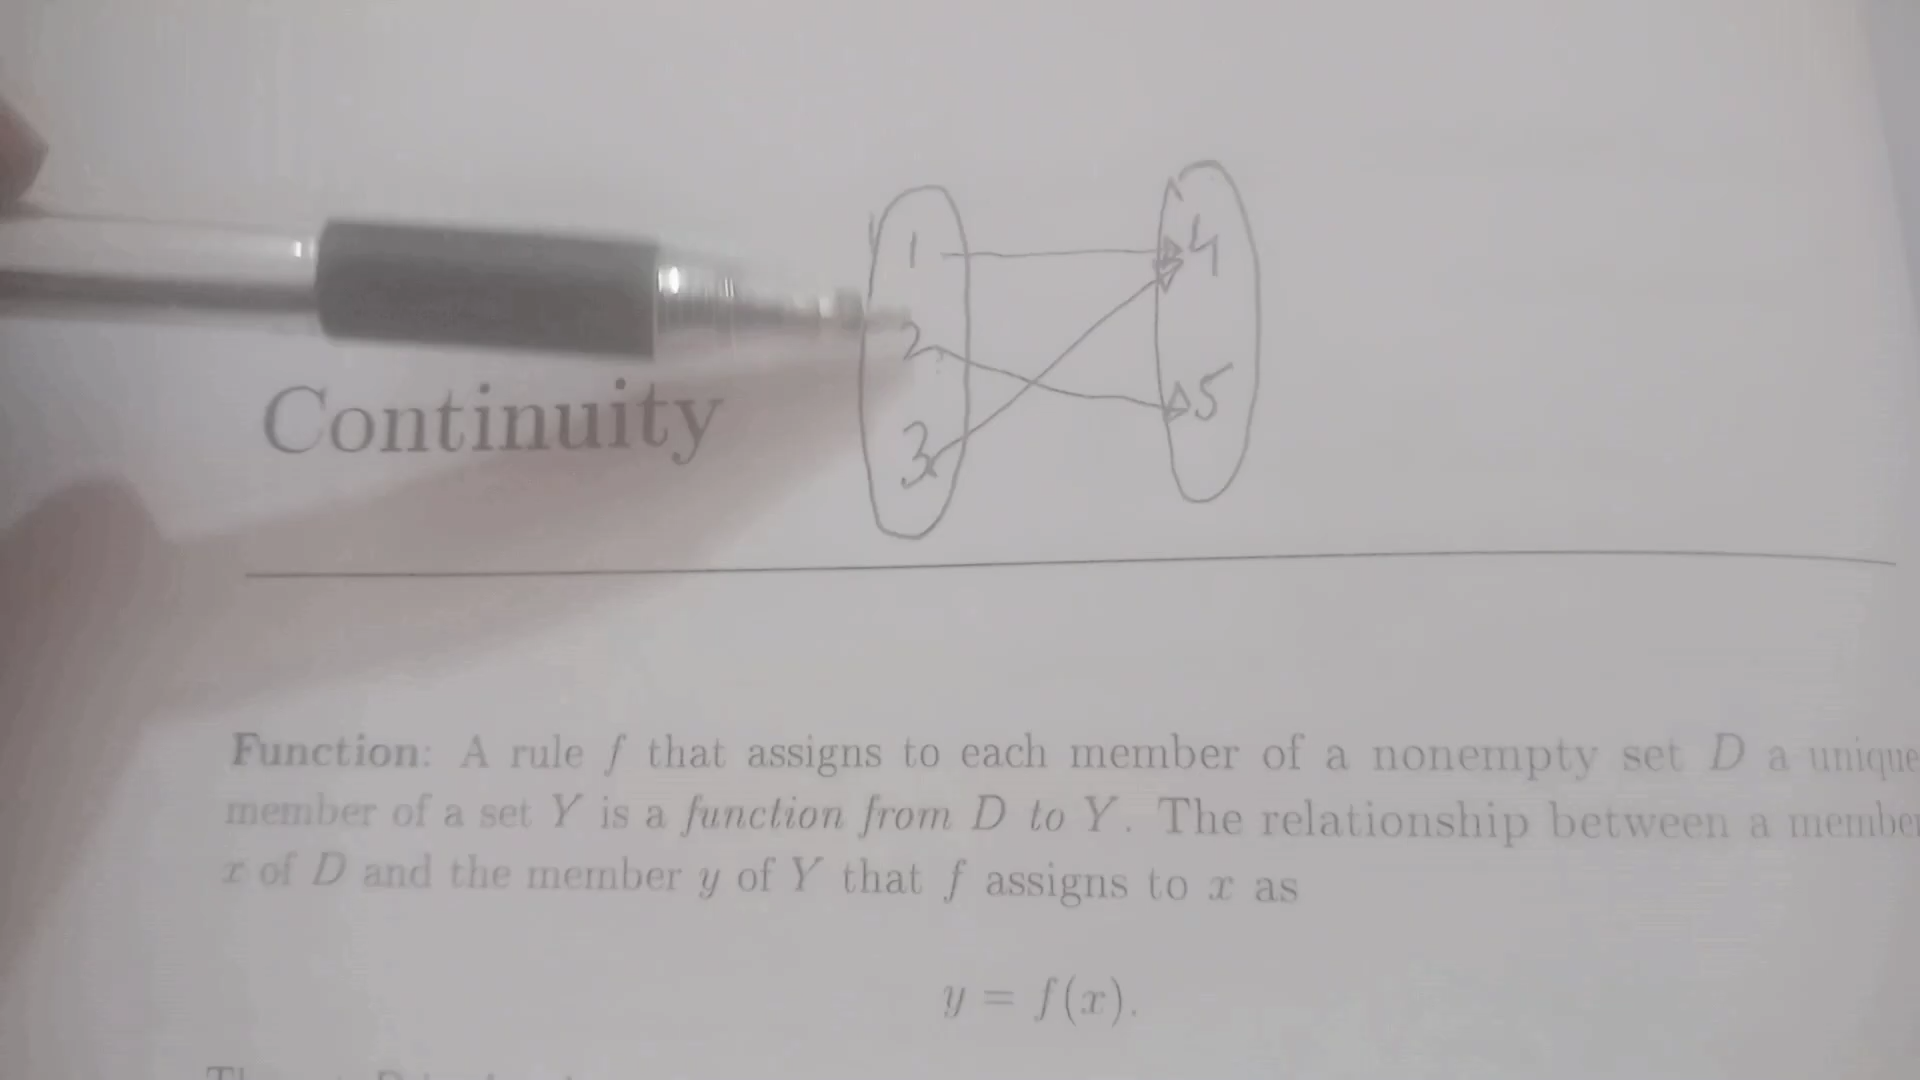 1 4
2 5
3
Continuity
Function: A rule f that assigns to each member of a nonempty set D a unique
member of a set Y is a function from D to Y. The relationship between a member
x of D and the member y of Y that f assigns to x as
y = f(x).